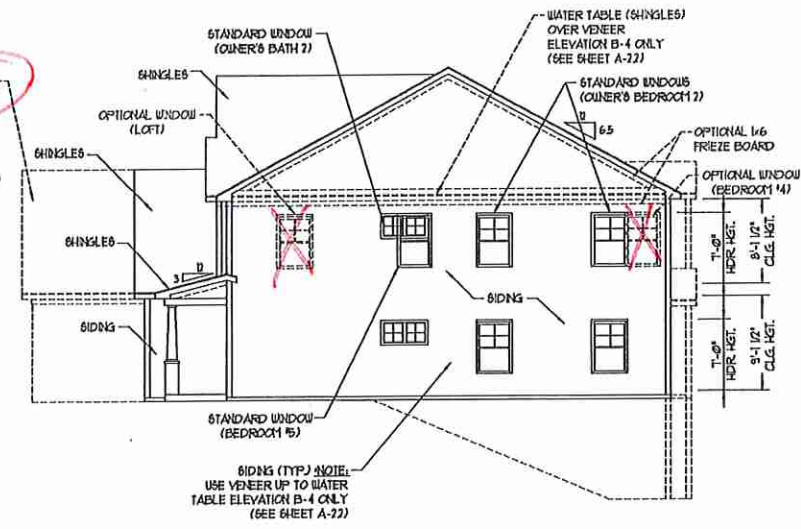 WATER TABLE (SHINGLES)
OVER VENEER
ELEVATION B-4 ONLY
(SEE SHEET A-22)
STANDARD WINDOW
(OWNER'S BATH 2)
SHINGLES
STANDARD WINDOWS
(OWNER'S BEDROOM 2)
OPTIONAL WINDOW
(LOFT)
12
6.5
OPTIONAL 1x6
FRIEZE BOARD
SHINGLES
OPTIONAL WINDOW
(BEDROOM #4)
SHINGLES
12
3
7'-0"
HDR. HGT.
8'-1 1/2"
CLG. HGT.
SIDING
SIDING
7'-0"
HDR. HGT.
9'-1 1/2"
CLG. HGT.
STANDARD WINDOW
(BEDROOM #5)
SIDING (TYP.) NOTE:
USE VENEER UP TO WATER
TABLE ELEVATION B-4 ONLY
(SEE SHEET A-22)